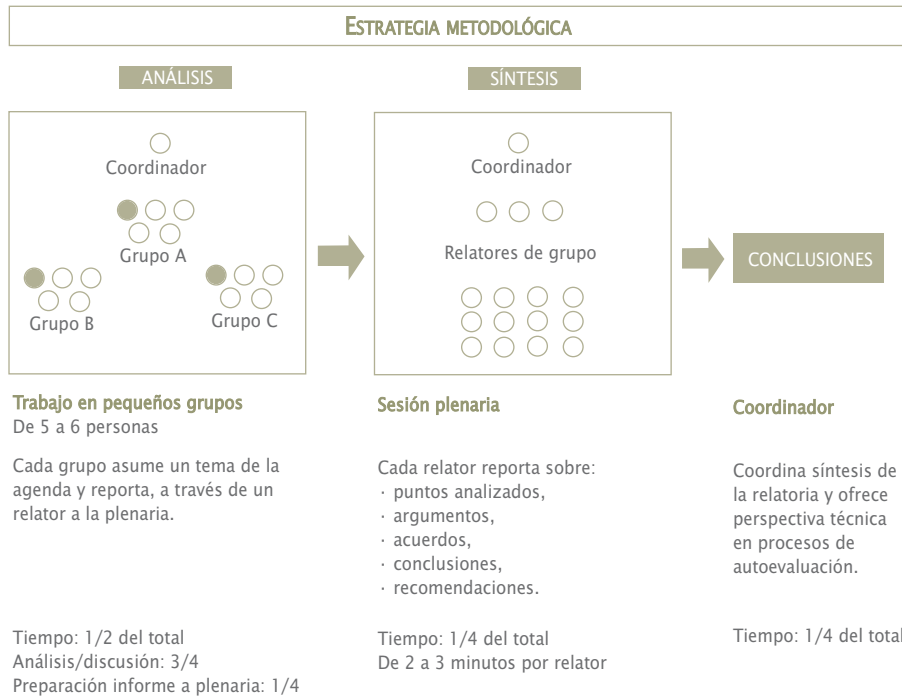 ESTRATEGIA METODOLÓGICA
ANÁLISIS
Coordinador
Grupo A
Grupo B
Grupo C
Trabajo en pequeños grupos
De 5 a 6 personas
Cada grupo asume un tema de la
agenda y reporta, a través de un
relator a la plenaria.
Tiempo: 1/2 del total
Análisis/discusión: 3/4
Preparación informe a plenaria: 1/4
SÍNTESIS
Coordinador
Relatores de grupo
Sesión plenaria
Cada relator reporta sobre:
· puntos analizados,
· argumentos,
· acuerdos,
· conclusiones,
· recomendaciones.
Tiempo: 1/4 del total
De 2 a 3 minutos por relator
CONCLUSIONES
Coordinador
Coordina síntesis de
la relatoria y ofrece
perspectiva técnica
en procesos de
autoevaluación.
Tiempo: 1/4 del total